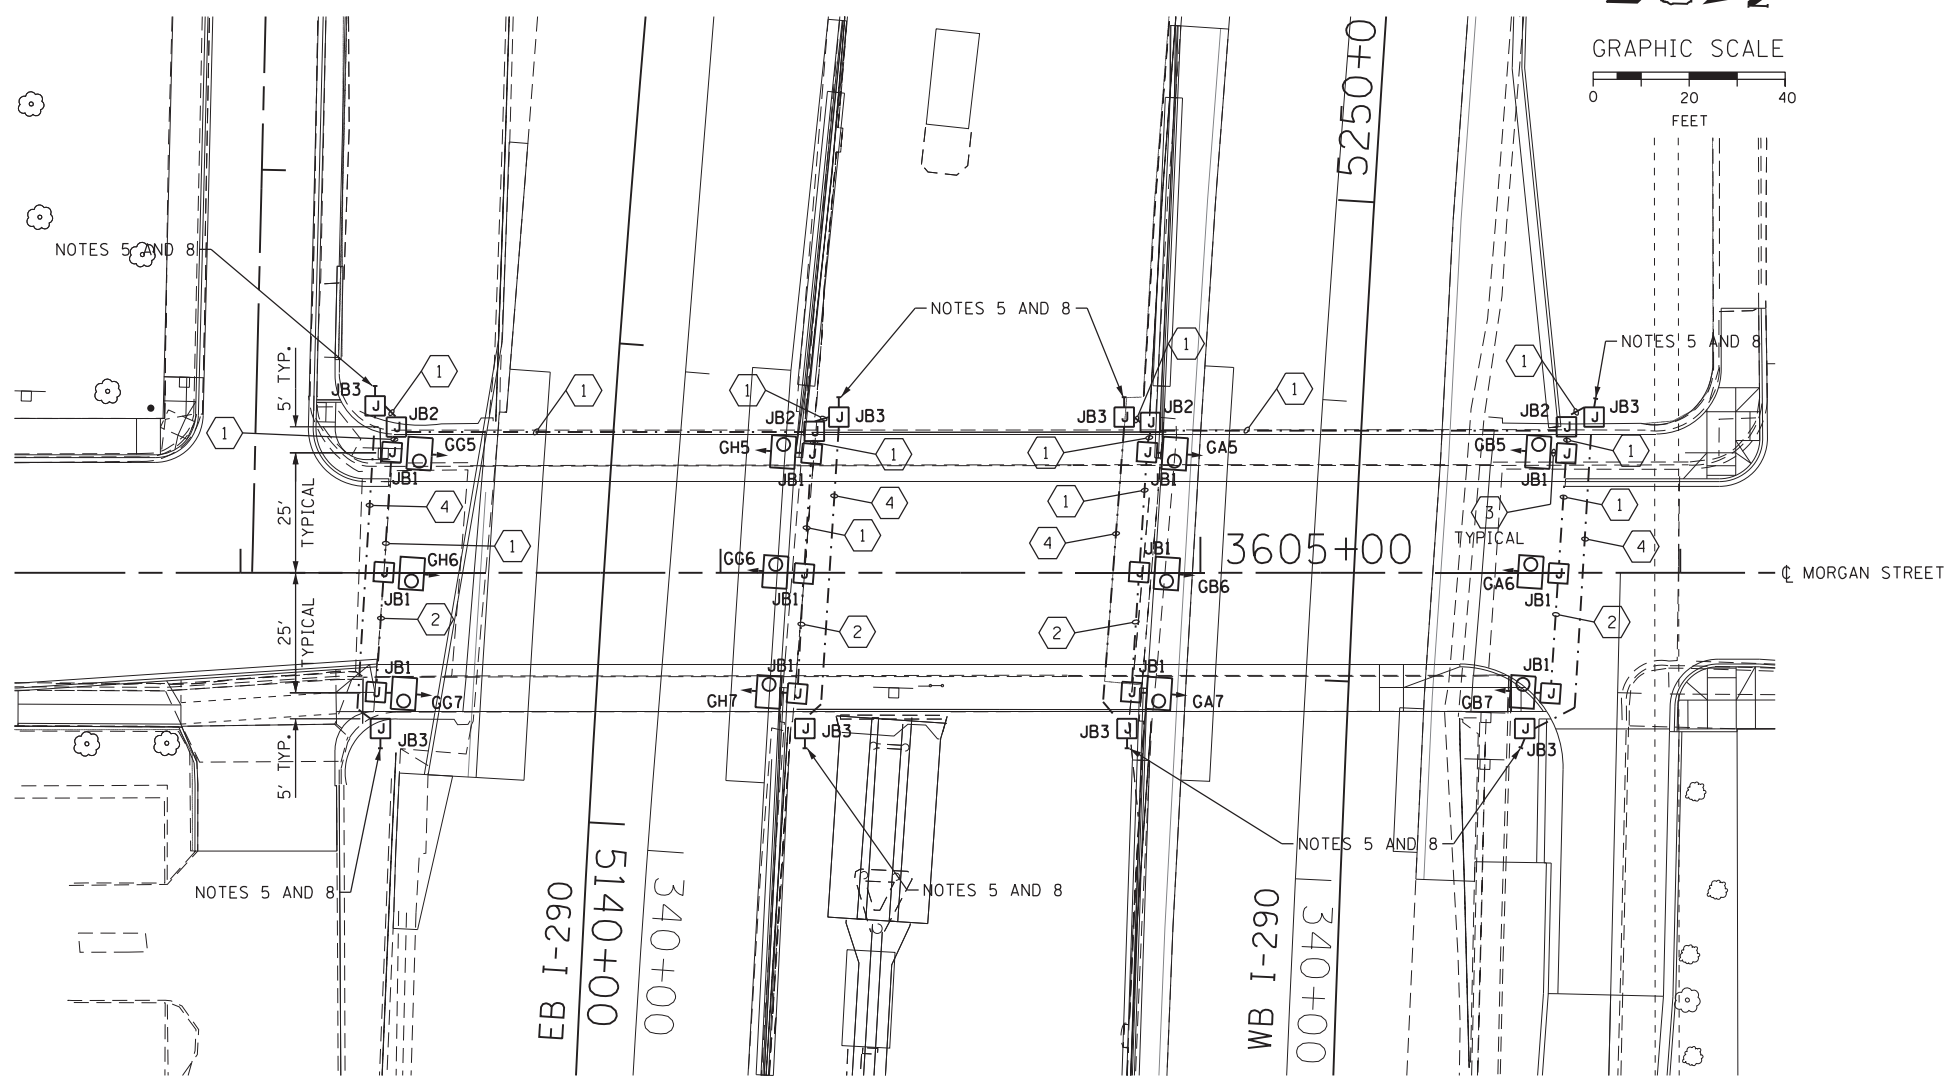 GRAPHIC SCALE
0 20 40
FEET
5250+0
NOTES 5 AND 8
NOTES 5 AND 8
NOTES 5 AND 8
5' TYP.
1
1
1
1
1
JB3
J
JB2
J
JB2
J
J
JB3
JB3
J
JB2
J
JB2
J
J
JB3
1
J
GG5
JB1
GH5
J
JB1
1
1
J
GA5
JB1
GB5
J
JB1
1
25'
TYPICAL
4
1
4
1
1
4
3
TYPICAL
1
4
1
3605+00
J
GH6
JB1
GG6
J
JB1
JB1
J
GB6
GA6
J
JB1
℄ MORGAN STREET
25'
TYPICAL
2
2
2
2
JB1
J
GG7
JB1
GH7
J
JB1
J
GA7
JB1
GB7
J
J
JB3
J
JB3
JB3
J
J
JB3
5' TYP.
NOTES 5 AND 8
NOTES 5 AND 8
NOTES 5 AND 8
EB I-290
5140+00
340+00
WB I-290
340+00